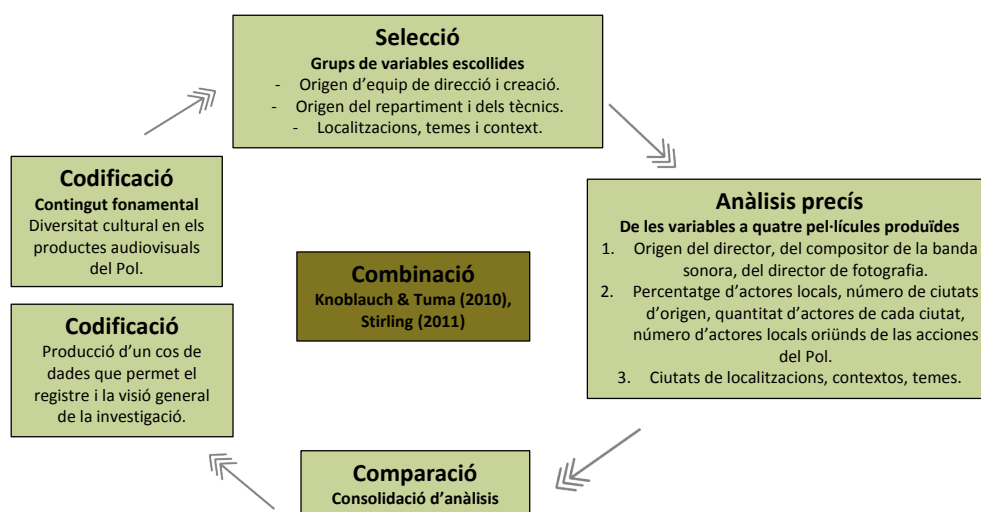 Selecció
Grups de variables escollides
- Origen d'equip de direcció i creació.
- Origen del repartiment i dels tècnics.
- Localitzacions, temes i context.
Codificació
Contingut fonamental
Diversitat cultural en els
productes audiovisuals
del Pol.
Anàlisis precís
De les variables a quatre pel·lícules produïdes
1. Origen del director, del compositor de la banda
sonora, del director de fotografia.
2. Percentatge d'actores locals, número de ciutats
d'origen, quantitat d'actores de cada ciutat,
número d'actores locals oriünds de las acciones
del Pol.
3. Ciutats de localitzacions, contextos, temes.
Combinació
Knoblauch & Tuma (2010),
Stirling (2011)
Codificació
Producció d'un cos de
dades que permet el
registre i la visió general
de la investigació.
Comparació
Consolidació d'anàlisis